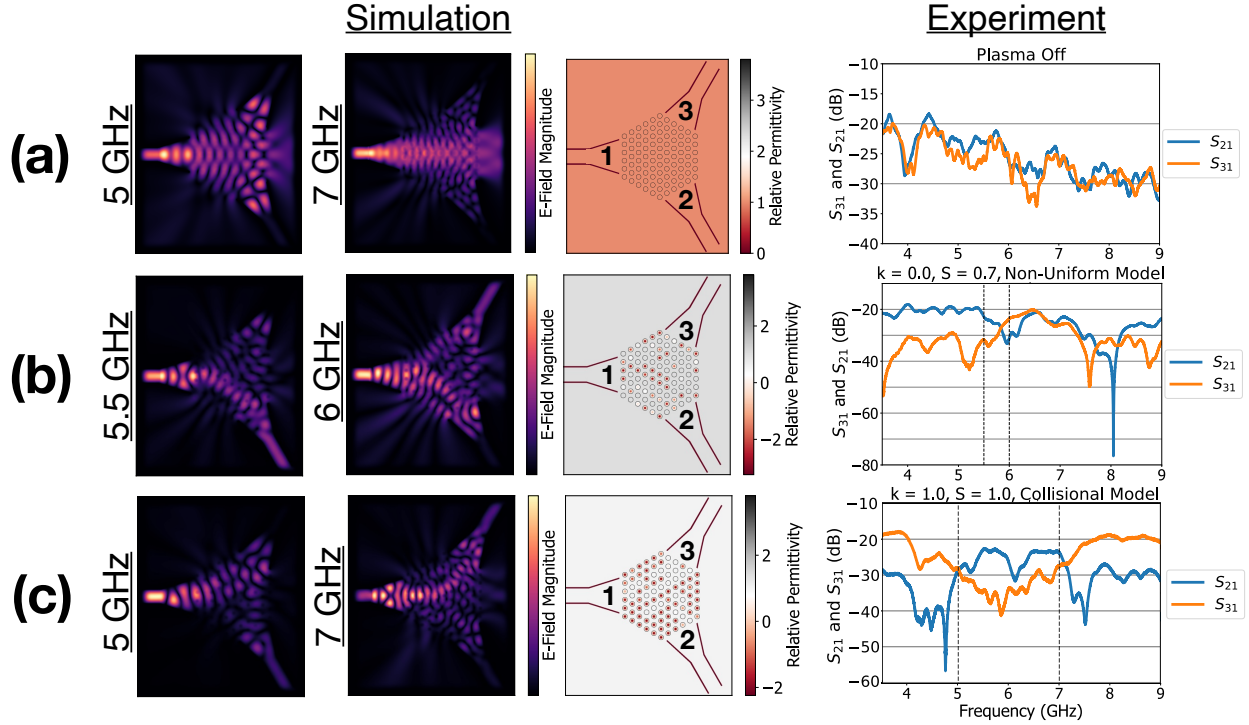 Simulation
Experiment
(a)
5 GHz
7 GHz
E-Field Magnitude
1
2
3
Relative Permittivity
3
2
1
0
Plasma Off
S31 and S21 (dB)
−10
−15
−20
−25
−30
−35
−40
4 5 6 7 8 9
S21
S31
(b)
5.5 GHz
6 GHz
E-Field Magnitude
1
2
3
Relative Permittivity
2
0
−2
k = 0.0, S = 0.7, Non-Uniform Model
S31 and S21 (dB)
−20
−30
−40
−50
−60
−70
−80
4 5 6 7 8 9
S21
S31
(c)
5 GHz
7 GHz
E-Field Magnitude
1
2
3
Relative Permittivity
2
0
−2
k = 1.0, S = 1.0, Collisional Model
S21 and S31 (dB)
−10
−20
−30
−40
−50
−60
4 5 6 7 8 9
Frequency (GHz)
S21
S31